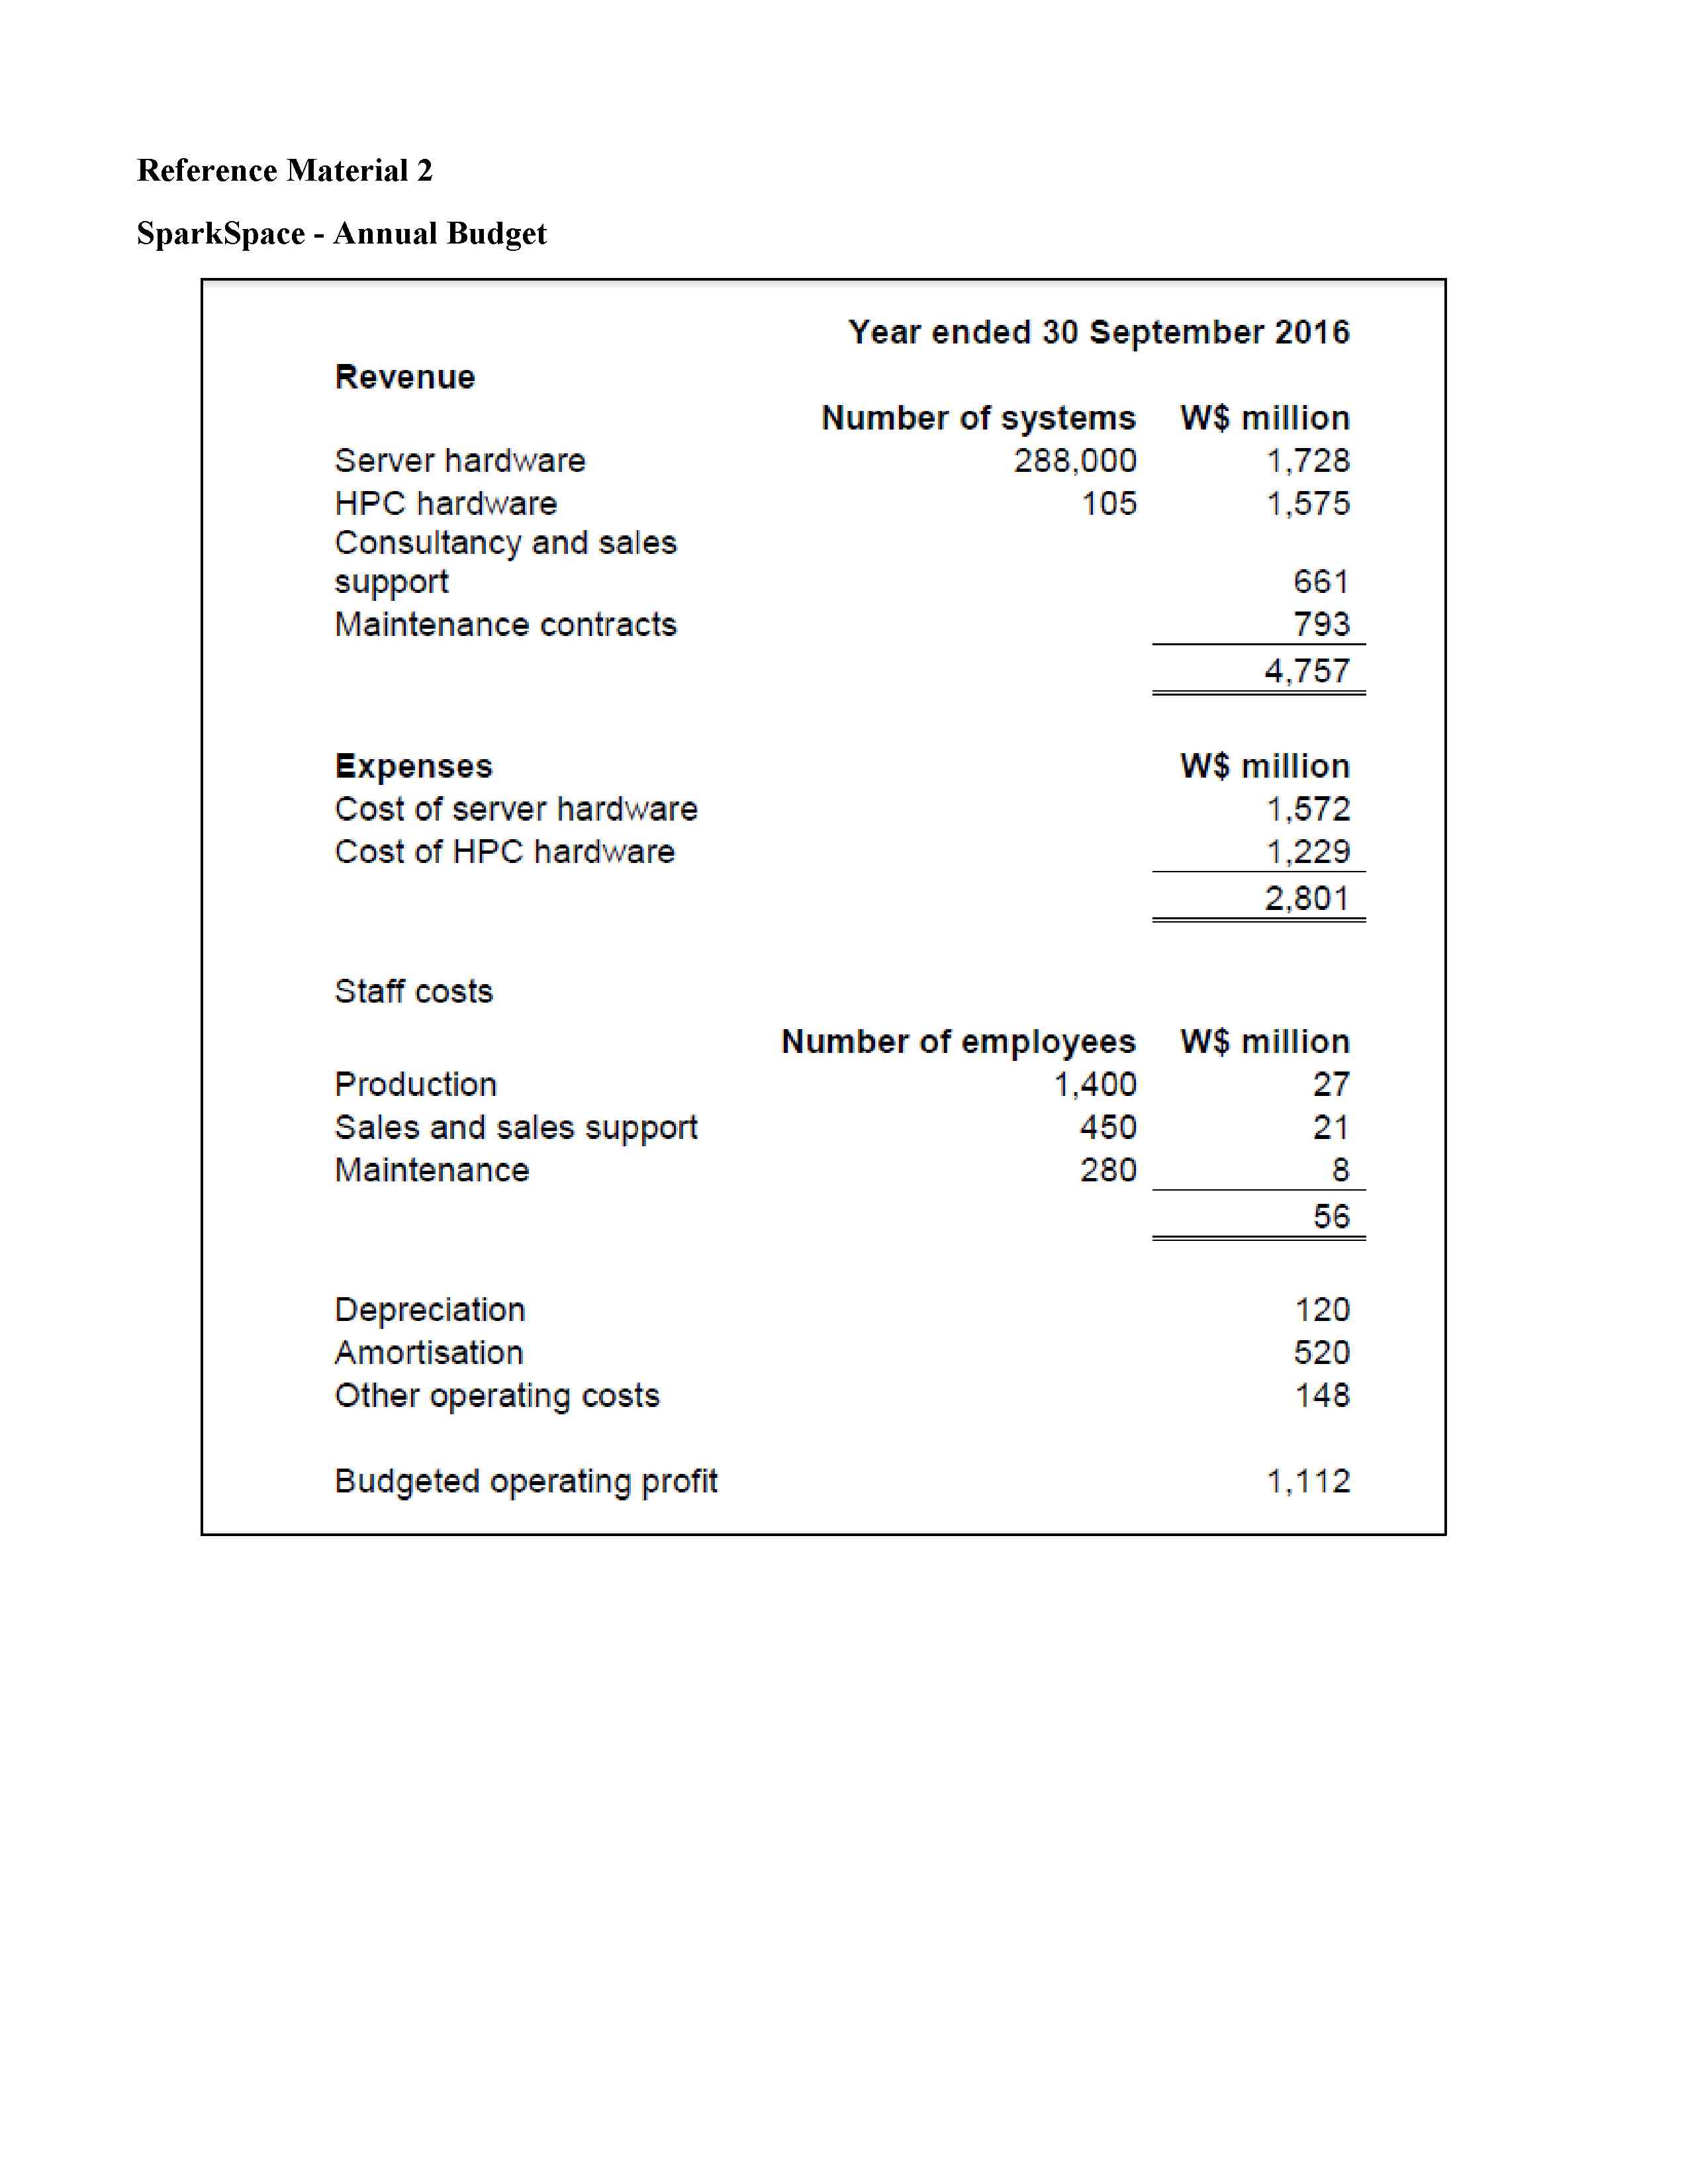 Reference Material 2
SparkSpace - Annual Budget
Year ended 30 September 2016
Revenue
Number of systems W$ million
Server hardware 288,000 1,728
HPC hardware 105 1,575
Consultancy and sales
support 661
Maintenance contracts 793
4,757
Expenses W$ million
Cost of server hardware 1,572
Cost of HPC hardware 1,229
2,801
Staff costs
Number of employees W$ million
Production 1,400 27
Sales and sales support 450 21
Maintenance 280 8
56
Depreciation 120
Amortisation 520
Other operating costs 148
Budgeted operating profit 1,112